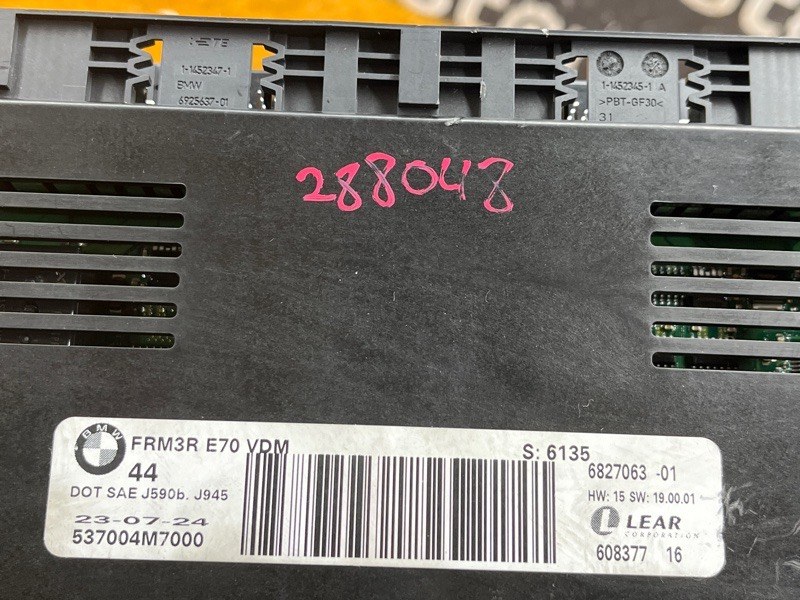 1-1452347-1
BMW
6925637-01
1-1452345-1 A
>PBT-GF30<
31
288048
BMW
FRM3R E70 VDM
44
DOT SAE J590b, J945
23-07-24
537004M7000
S: 6135
6827063 -01
HW: 15 SW: 19.00.01
LEAR
CORPORATION
608377 16